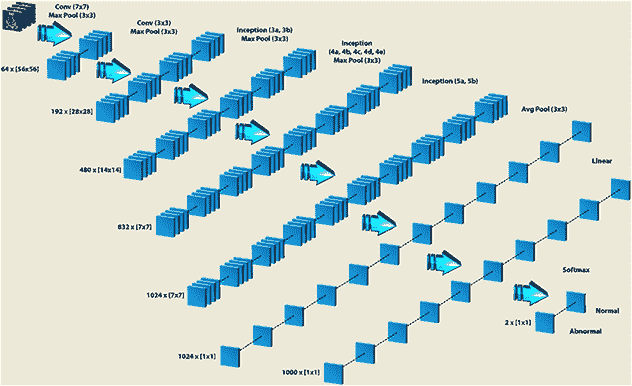 Conv (7x7)
Max Pool (3x3)
Conv (3x3)
Max Pool (3x3)
Inception (3a, 3b)
Max Pool (3x3)
Inception
(4a, 4b, 4c, 4d, 4e)
Max Pool (3x3)
Inception (5a, 5b)
Avg Pool (3x3)
Linear
Softmax
64 x [56x56]
192 x [28x28]
480 x [14x14]
832 x [7x7]
1024 x [7x7]
1024 x [1x1]
1000 x [1x1]
2 x [1x1]
Normal
Abnormal